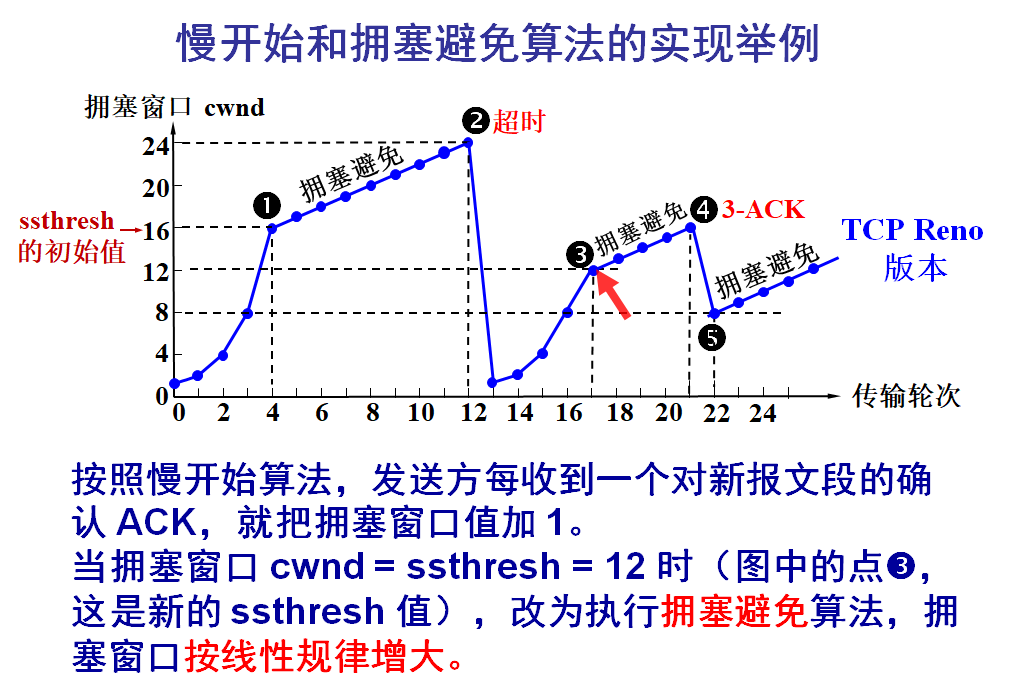 慢开始和拥塞避免算法的实现举例
拥塞窗口 cwnd
❷ 超时
24
20
16
12
8
4
0
ssthresh
的初始值
❶
拥塞避免
❸
拥塞避免
❹ 3-ACK
拥塞避免
❺
TCP Reno
版本
0 2 4 6 8 10 12 14 16 18 20 22 24
传输轮次
按照慢开始算法，发送方每收到一个对新报文段的确
认 ACK，就把拥塞窗口值加 1。
当拥塞窗口 cwnd = ssthresh = 12 时（图中的点❸，
这是新的 ssthresh 值），改为执行拥塞避免算法，拥
塞窗口按线性规律增大。